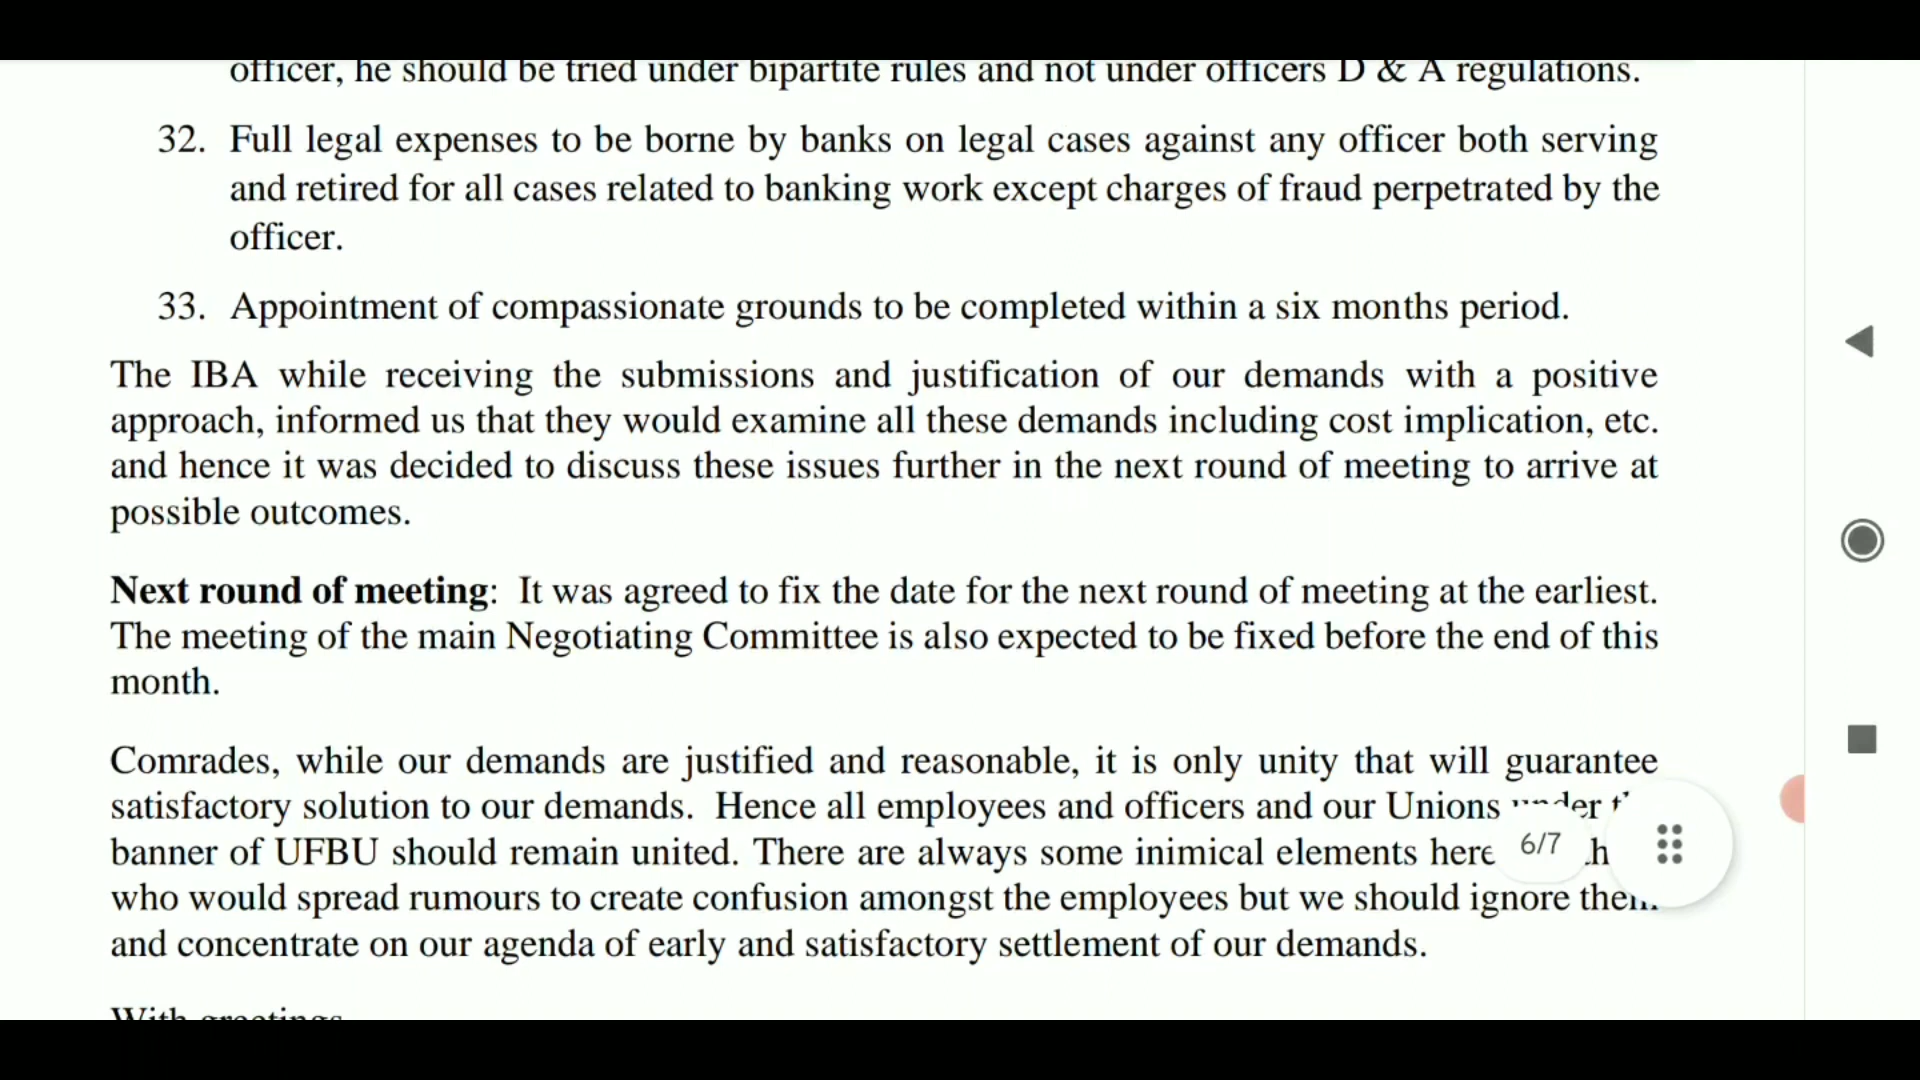 officer, he should be tried under bipartite rules and not under officers D & A regulations.
32. Full legal expenses to be borne by banks on legal cases against any officer both serving
and retired for all cases related to banking work except charges of fraud perpetrated by the
officer.
33. Appointment of compassionate grounds to be completed within a six months period.
The IBA while receiving the submissions and justification of our demands with a positive
approach, informed us that they would examine all these demands including cost implication, etc.
and hence it was decided to discuss these issues further in the next round of meeting to arrive at
possible outcomes.
Next round of meeting: It was agreed to fix the date for the next round of meeting at the earliest.
The meeting of the main Negotiating Committee is also expected to be fixed before the end of this
month.
Comrades, while our demands are justified and reasonable, it is only unity that will guarantee
satisfactory solution to our demands. Hence all employees and officers and our Unions under
banner of UFBU should remain united. There are always some inimical elements here
6/7
who would spread rumours to create confusion amongst the employees but we should ignore them
and concentrate on our agenda of early and satisfactory settlement of our demands.
With greetings